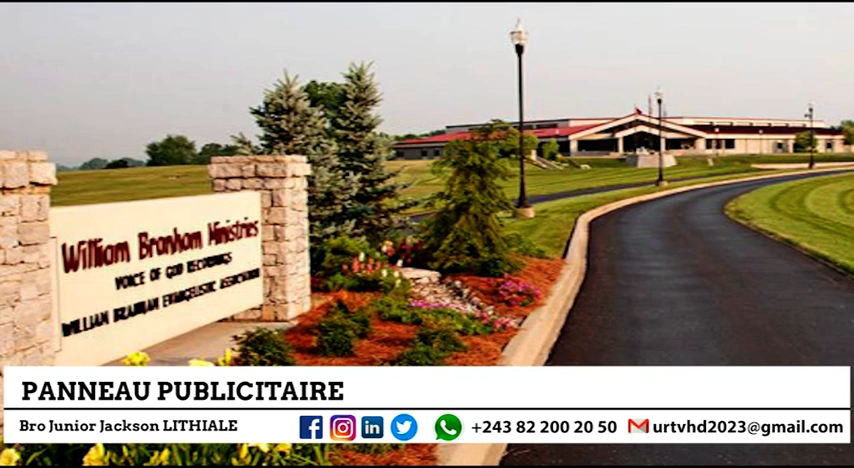 William Branham Ministries
VOICE OF GOD RECORDINGS
WILLIAM BRANHAM EVANGELISTIC ASSOCIATION
PANNEAU PUBLICITAIRE
Bro Junior Jackson LITHIALE +243 82 200 20 50 urtvhd2023@gmail.com